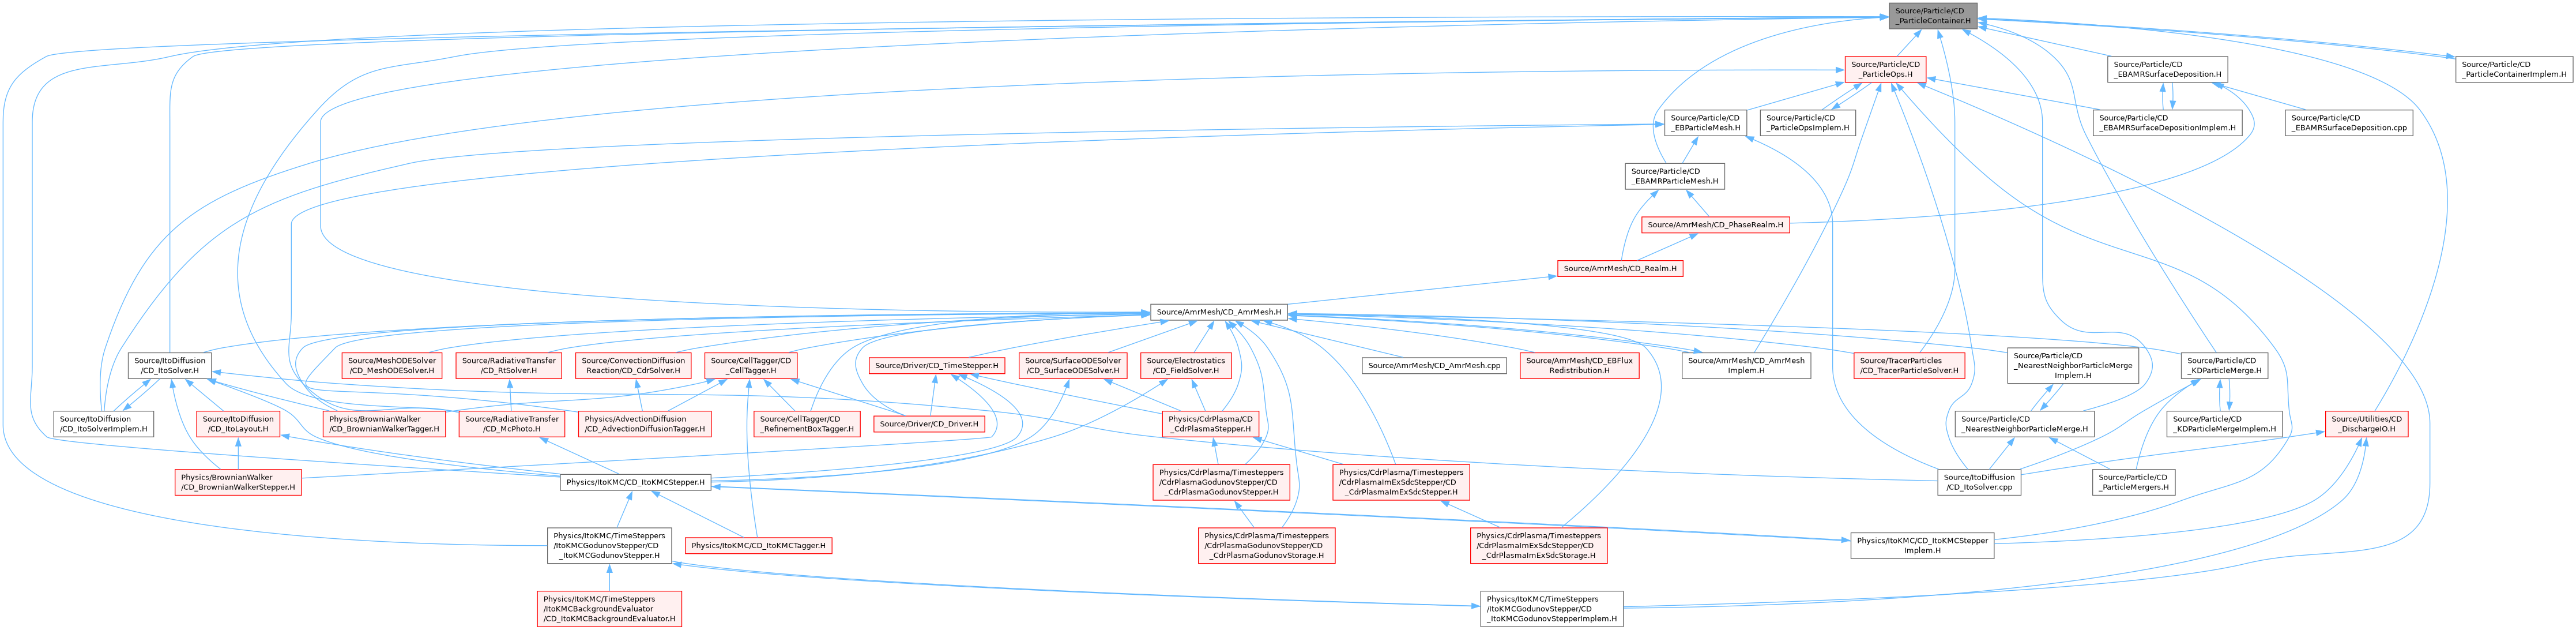 Source/Particle/CD
_ParticleContainer.H
Source/Particle/CD
_ParticleOps.H
Source/Particle/CD
_EBAMRSurfaceDeposition.H
Source/Particle/CD
_ParticleContainerImplem.H
Source/Particle/CD
_EBParticleMesh.H
Source/Particle/CD
_ParticleOpsImplem.H
Source/Particle/CD
_EBAMRSurfaceDepositionImplem.H
Source/Particle/CD
_EBAMRSurfaceDeposition.cpp
Source/Particle/CD
_EBAMRParticleMesh.H
Source/AmrMesh/CD_PhaseRealm.H
Source/AmrMesh/CD_Realm.H
Source/AmrMesh/CD_AmrMesh.H
Source/ItoDiffusion
/CD_ItoSolver.H
Source/MeshODESolver
/CD_MeshODESolver.H
Source/RadiativeTransfer
/CD_RtSolver.H
Source/ConvectionDiffusion
Reaction/CD_CdrSolver.H
Source/CellTagger/CD
_CellTagger.H
Source/Driver/CD_TimeStepper.H
Source/SurfaceODESolver
/CD_SurfaceODESolver.H
Source/Electrostatics
/CD_FieldSolver.H
Source/AmrMesh/CD_AmrMesh.cpp
Source/AmrMesh/CD_EBFlux
Redistribution.H
Source/AmrMesh/CD_AmrMesh
Implem.H
Source/TracerParticles
/CD_TracerParticleSolver.H
Source/Particle/CD
_NearestNeighborParticleMerge
Implem.H
Source/Particle/CD
_KDParticleMerge.H
Source/ItoDiffusion
/CD_ItoSolverImplem.H
Source/ItoDiffusion
/CD_ItoLayout.H
Physics/BrownianWalker
/CD_BrownianWalkerTagger.H
Source/RadiativeTransfer
/CD_McPhoto.H
Physics/AdvectionDiffusion
/CD_AdvectionDiffusionTagger.H
Source/CellTagger/CD
_RefinementBoxTagger.H
Source/Driver/CD_Driver.H
Physics/CdrPlasma/CD
_CdrPlasmaStepper.H
Source/Particle/CD
_NearestNeighborParticleMerge.H
Source/Particle/CD
_KDParticleMergeImplem.H
Source/Utilities/CD
_DischargeIO.H
Physics/BrownianWalker
/CD_BrownianWalkerStepper.H
Physics/ItoKMC/CD_ItoKMCStepper.H
Physics/CdrPlasma/Timesteppers
/CdrPlasmaGodunovStepper/CD
_CdrPlasmaGodunovStepper.H
Physics/CdrPlasma/Timesteppers
/CdrPlasmaImExSdcStepper/CD
_CdrPlasmaImExSdcStepper.H
Source/ItoDiffusion
/CD_ItoSolver.cpp
Source/Particle/CD
_ParticleMergers.H
Physics/ItoKMC/TimeSteppers
/ItoKMCGodunovStepper/CD
_ItoKMCGodunovStepper.H
Physics/ItoKMC/CD_ItoKMCTagger.H
Physics/CdrPlasma/Timesteppers
/CdrPlasmaGodunovStepper/CD
_CdrPlasmaGodunovStorage.H
Physics/CdrPlasma/Timesteppers
/CdrPlasmaImExSdcStepper/CD
_CdrPlasmaImExSdcStorage.H
Physics/ItoKMC/CD_ItoKMCStepper
Implem.H
Physics/ItoKMC/TimeSteppers
/ItoKMCBackgroundEvaluator
/CD_ItoKMCBackgroundEvaluator.H
Physics/ItoKMC/TimeSteppers
/ItoKMCGodunovStepper/CD
_ItoKMCGodunovStepperImplem.H